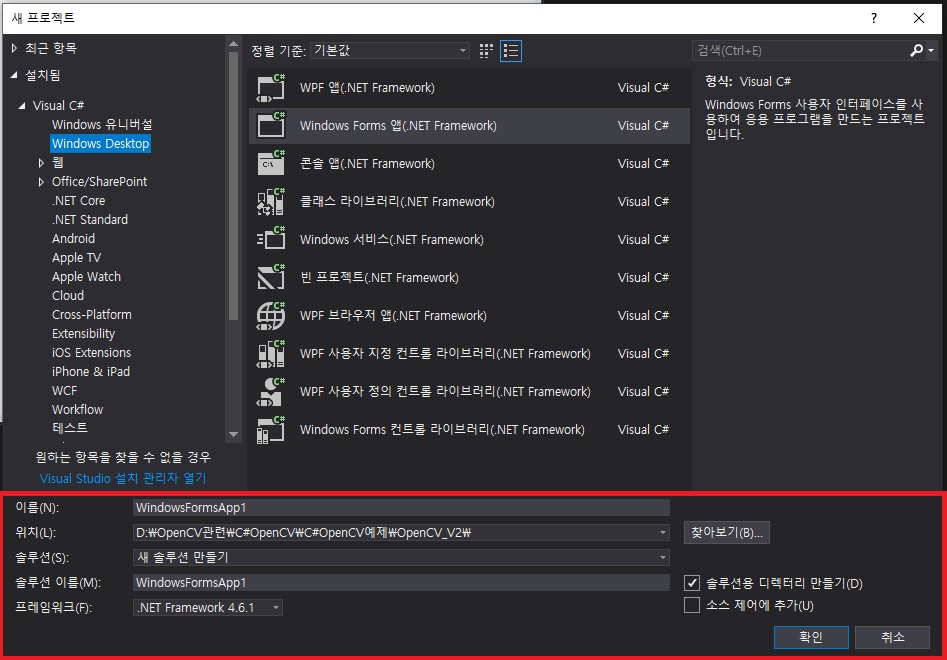 새 프로젝트
? 
최근 항목
설치됨
Visual C#
Windows 유니버설
Windows Desktop
웹
Office/SharePoint
.NET Core
.NET Standard
Android
Apple TV
Apple Watch
Cloud
Cross-Platform
Extensibility
iOS Extensions
iPhone & iPad
WCF
Workflow
테스트
원하는 항목을 찾을 수 없을 경우
Visual Studio 설치 관리자 열기
정렬 기준: 기본값
WPF 앱(.NET Framework) Visual C#
Windows Forms 앱(.NET Framework) Visual C#
콘솔 앱(.NET Framework) Visual C#
클래스 라이브러리(.NET Framework) Visual C#
Windows 서비스(.NET Framework) Visual C#
빈 프로젝트(.NET Framework) Visual C#
WPF 브라우저 앱(.NET Framework) Visual C#
WPF 사용자 지정 컨트롤 라이브러리(.NET Framework) Visual C#
WPF 사용자 정의 컨트롤 라이브러리(.NET Framework) Visual C#
Windows Forms 컨트롤 라이브러리(.NET Framework) Visual C#
검색(Ctrl+E)
형식: Visual C#
Windows Forms 사용자 인터페이스를 사
용하여 응용 프로그램을 만드는 프로젝트
입니다.
이름(N): WindowsFormsApp1
위치(L): D:₩OpenCV관련₩C#OpenCV₩C#OpenCV예제₩OpenCV_V2₩ 찾아보기(B)...
솔루션(S): 새 솔루션 만들기
솔루션 이름(M): WindowsFormsApp1 솔루션용 디렉터리 만들기(D)
프레임워크(F): .NET Framework 4.6.1 소스 제어에 추가(U)
확인 취소